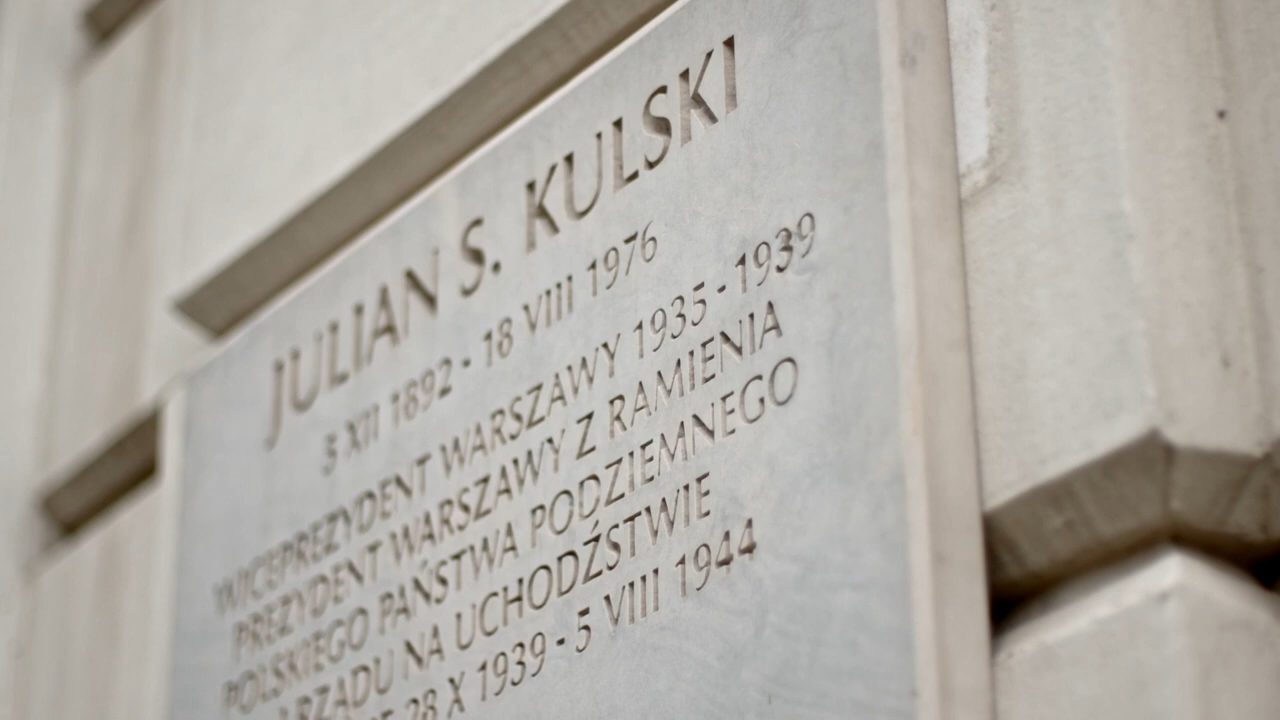 JULIAN S. KULSKI
5 XII 1892 - 18 VIII 1976
WICEPREZYDENT WARSZAWY 1935 - 1939
PREZYDENT WARSZAWY Z RAMIENIA
POLSKIEGO PAŃSTWA PODZIEMNEGO
RZĄDU NA UCHODŹSTWIE
28 X 1939 - 5 VIII 1944